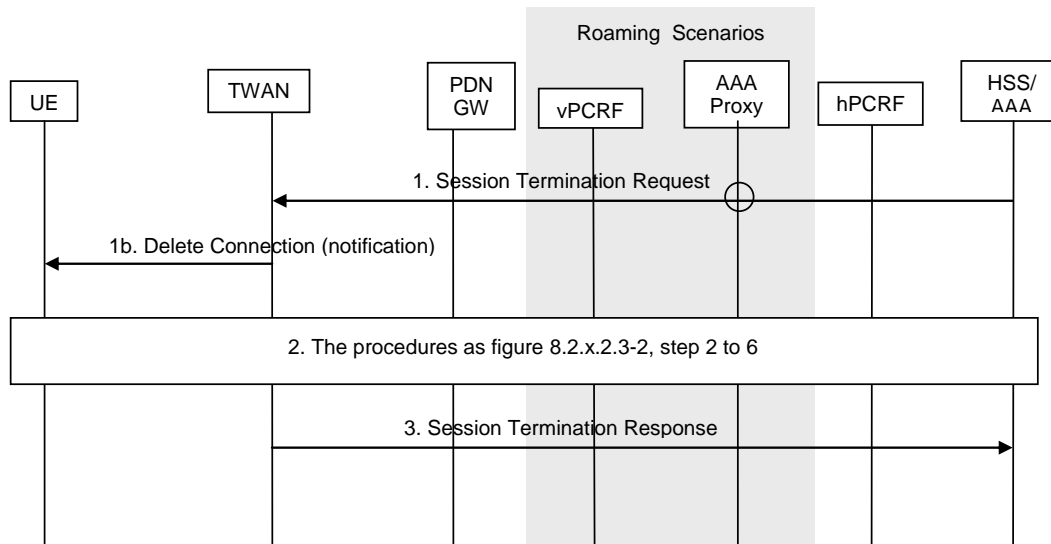 Roaming Scenarios
UE
TWAN
PDN
GW
vPCRF
AAA
Proxy
hPCRF
HSS/
AAA
1. Session Termination Request
1b. Delete Connection (notification)
2. The procedures as figure 8.2.x.2.3-2, step 2 to 6
3. Session Termination Response